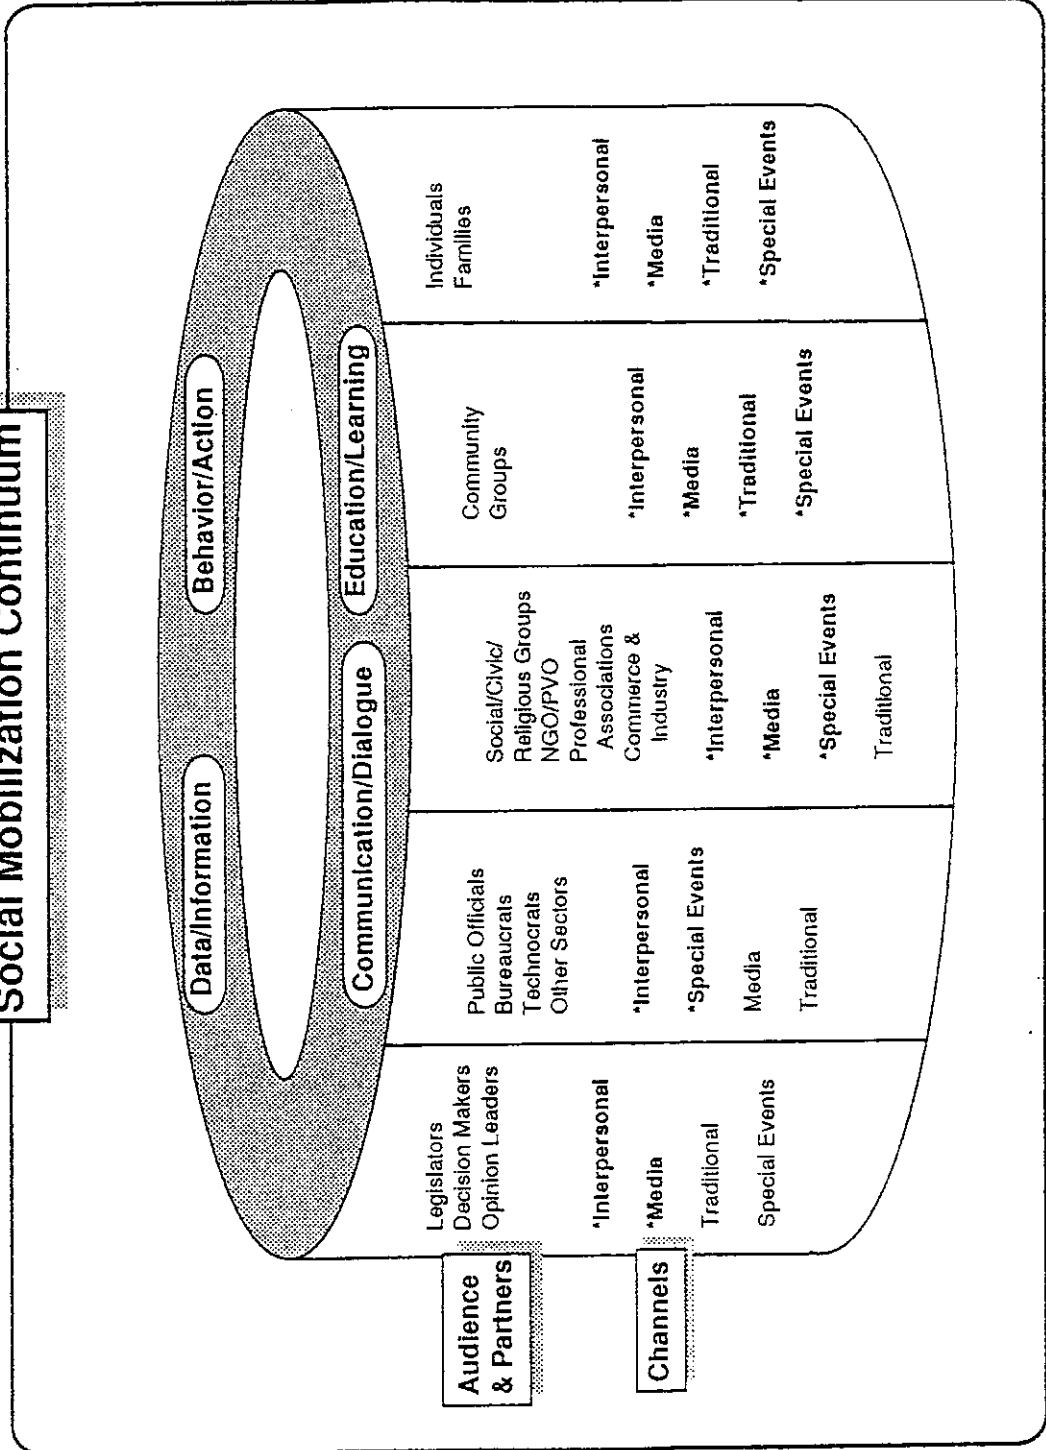 Social Mobilization Continuum
Data/Information
Behavior/Action
Communication/Dialogue
Education/Learning
Audience
& Partners
Legislators
Decision Makers
Opinion Leaders
Public Officials
Bureaucrats
Technocrats
Other Sectors
Social/Civic/
Religious Groups
NGO/PVO
Professional
Associations
Commerce &
Industry
Community
Groups
Individuals
Families
Channels
*Interpersonal
*Media
Traditional
Special Events
*Interpersonal
*Special Events
Media
Traditional
*Interpersonal
*Media
*Special Events
Traditional
*Interpersonal
*Media
*Traditional
*Special Events
*Interpersonal
*Media
*Traditional
*Special Events